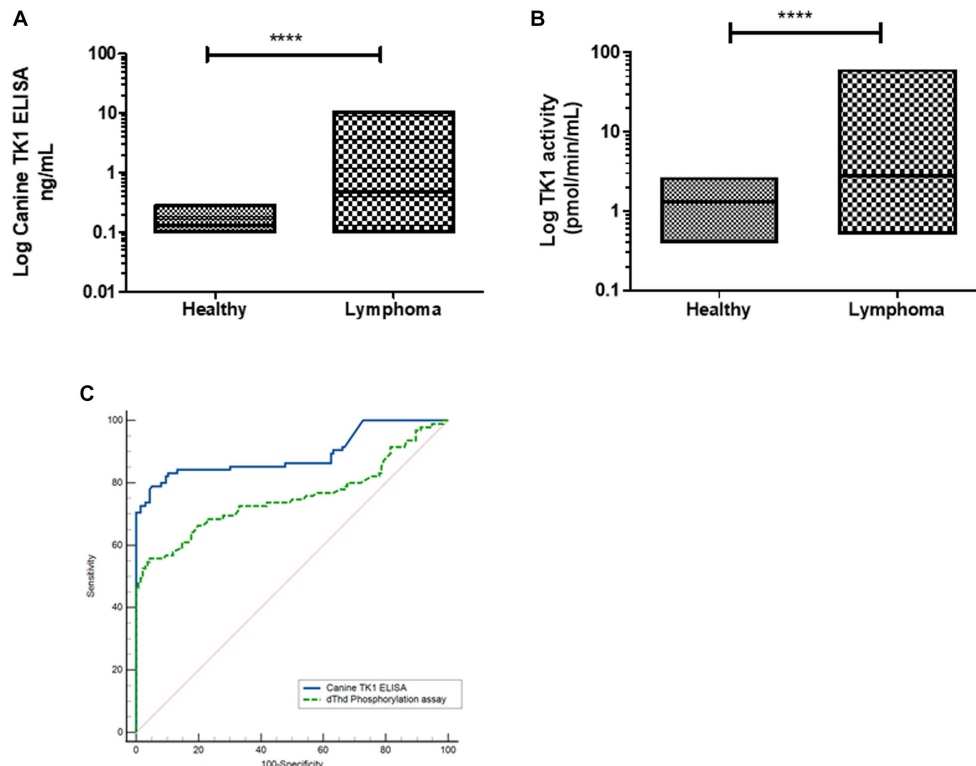 A
****
Log Canine TK1 ELISA
ng/mL
100
10
1
0.1
0.01
Healthy Lymphoma
B
****
Log TK1 activity
(pmol/min/mL)
100
10
1
0.1
Healthy Lymphoma
C
Sensitivity
100
80
60
40
20
0
0 20 40 60 80 100
100-Specificity
Canine TK1 ELISA
dThd Phosphorylation assay